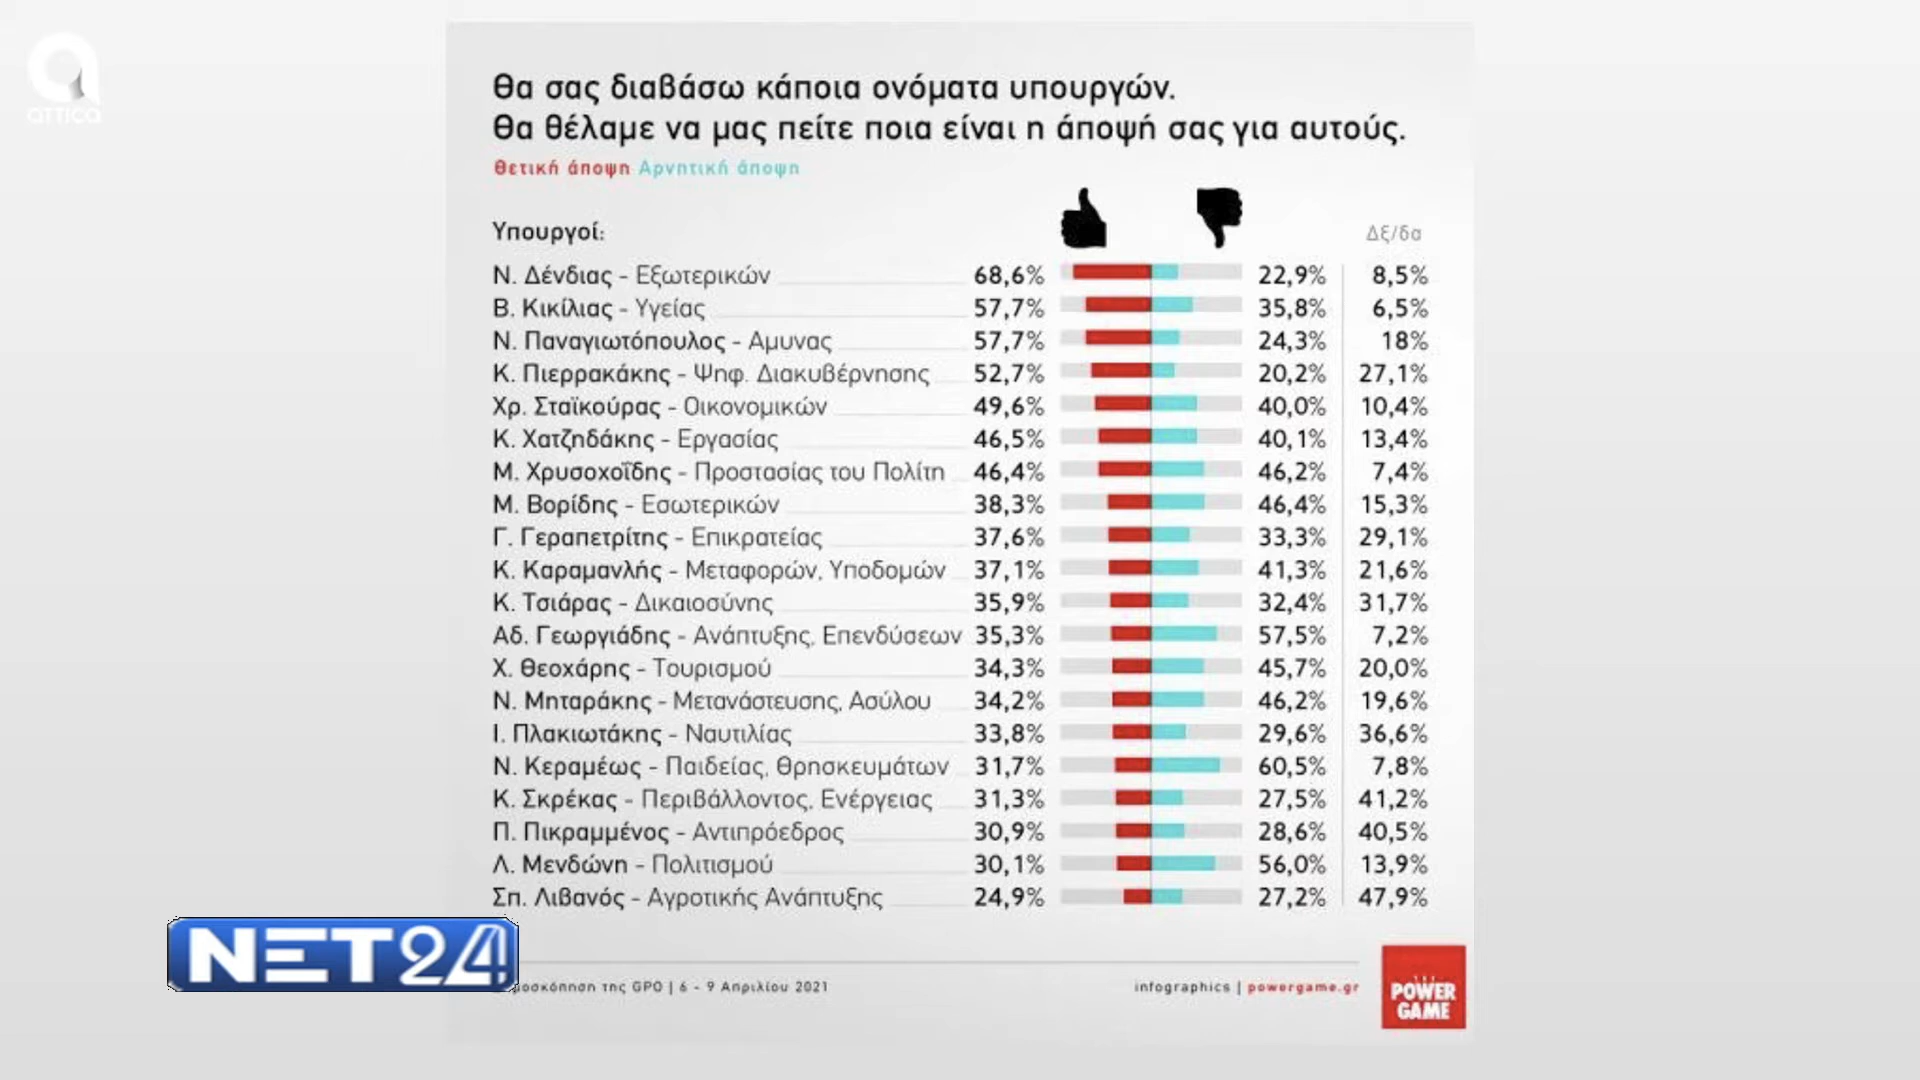 attica
Θα σας διαβάσω κάποια ονόματα υπουργών.
Θα θέλαμε να μας πείτε ποια είναι η άποψή σας για αυτούς.
Θετική άποψη Αρνητική άποψη
Υπουργοί: Δξ/δα
Ν. Δένδιας - Εξωτερικών 68,6% 22,9% 8,5%
Β. Κικίλιας - Υγείας 57,7% 35,8% 6,5%
Ν. Παναγιωτόπουλος - Αμυνας 57,7% 24,3% 18%
Κ. Πιερρακάκης - Ψηφ. Διακυβέρνησης 52,7% 20,2% 27,1%
Χρ. Σταϊκούρας - Οικονομικών 49,6% 40,0% 10,4%
Κ. Χατζηδάκης - Εργασίας 46,5% 40,1% 13,4%
Μ. Χρυσοχοΐδης - Προστασίας του Πολίτη 46,4% 46,2% 7,4%
Μ. Βορίδης - Εσωτερικών 38,3% 46,4% 15,3%
Γ. Γεραπετρίτης - Επικρατείας 37,6% 33,3% 29,1%
Κ. Καραμανλής - Μεταφορών, Υποδομών 37,1% 41,3% 21,6%
Κ. Τσιάρας - Δικαιοσύνης 35,9% 32,4% 31,7%
Αδ. Γεωργιάδης - Ανάπτυξης, Επενδύσεων 35,3% 57,5% 7,2%
Χ. Θεοχάρης - Τουρισμού 34,3% 45,7% 20,0%
Ν. Μηταράκης - Μετανάστευσης, Ασύλου 34,2% 46,2% 19,6%
Ι. Πλακιωτάκης - Ναυτιλίας 33,8% 29,6% 36,6%
Ν. Κεραμέως - Παιδείας, Θρησκευμάτων 31,7% 60,5% 7,8%
Κ. Σκρέκας - Περιβάλλοντος, Ενέργειας 31,3% 27,5% 41,2%
Π. Πικραμμένος - Αντιπρόεδρος 30,9% 28,6% 40,5%
Λ. Μενδώνη - Πολιτισμού 30,1% 56,0% 13,9%
Σπ. Λιβανός - Αγροτικής Ανάπτυξης 24,9% 27,2% 47,9%
NET24
της GPO | 6 - 9 Απριλίου 2021
infographics | powergame.gr
POWER
GAME